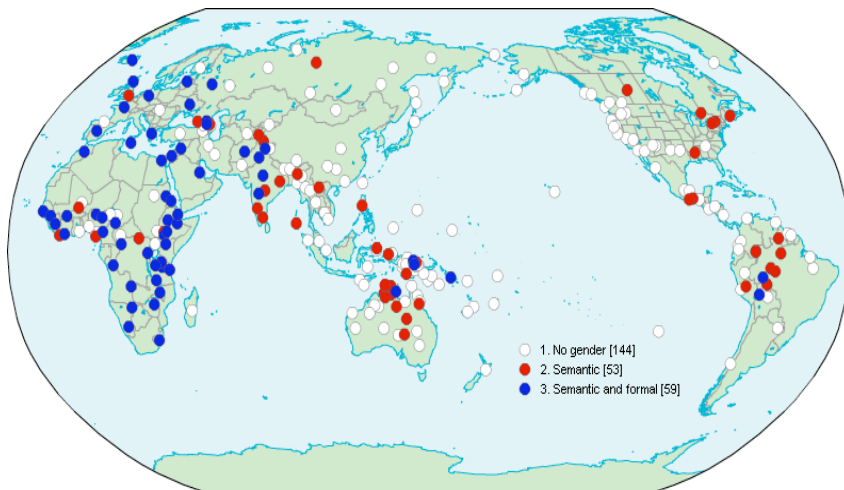 1. No gender [144]
2. Semantic [53]
3. Semantic and formal [59]